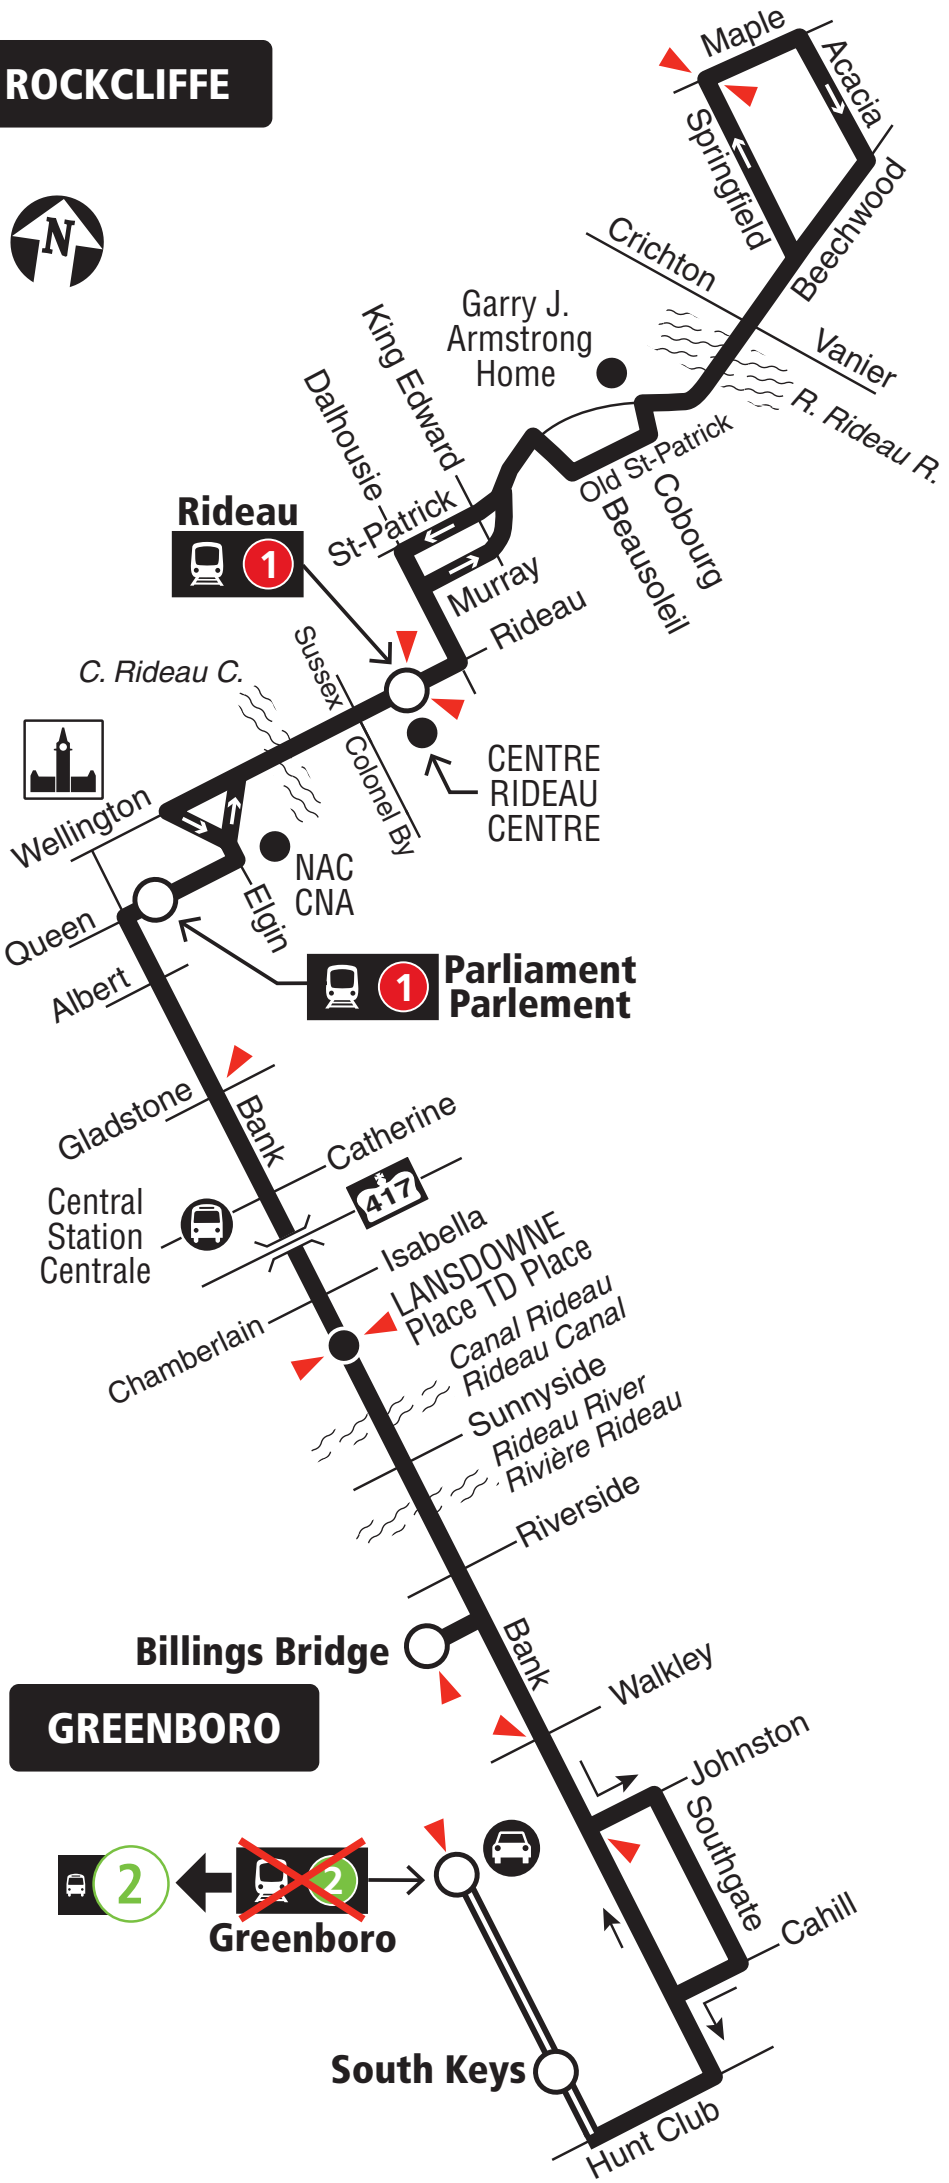 Maple
ROCKCLIFFE
Acacia
Springfield
N
Beechwood
Crichton
Garry J.
Armstrong
Home
King Edward
Vanier
Dalhousie
R. Rideau R.
Old St-Patrick
Rideau
1
St-Patrick
Cobourg
Beausoleil
Murray
Rideau
Sussex
C. Rideau C.
Colonel By
CENTRE
RIDEAU
CENTRE
Wellington
NAC
CNA
Elgin
Queen
1
Parliament
Parlement
Albert
Gladstone
Bank
Catherine
417
Central
Station
Centrale
Isabella
LANSDOWNE
Place TD Place
Chamberlain
Canal Rideau
Rideau Canal
Sunnyside
Rideau River
Rivière Rideau
Riverside
Billings Bridge
Bank
Walkley
GREENBORO
Johnston
Southgate
2
2
Greenboro
Cahill
South Keys
Hunt Club